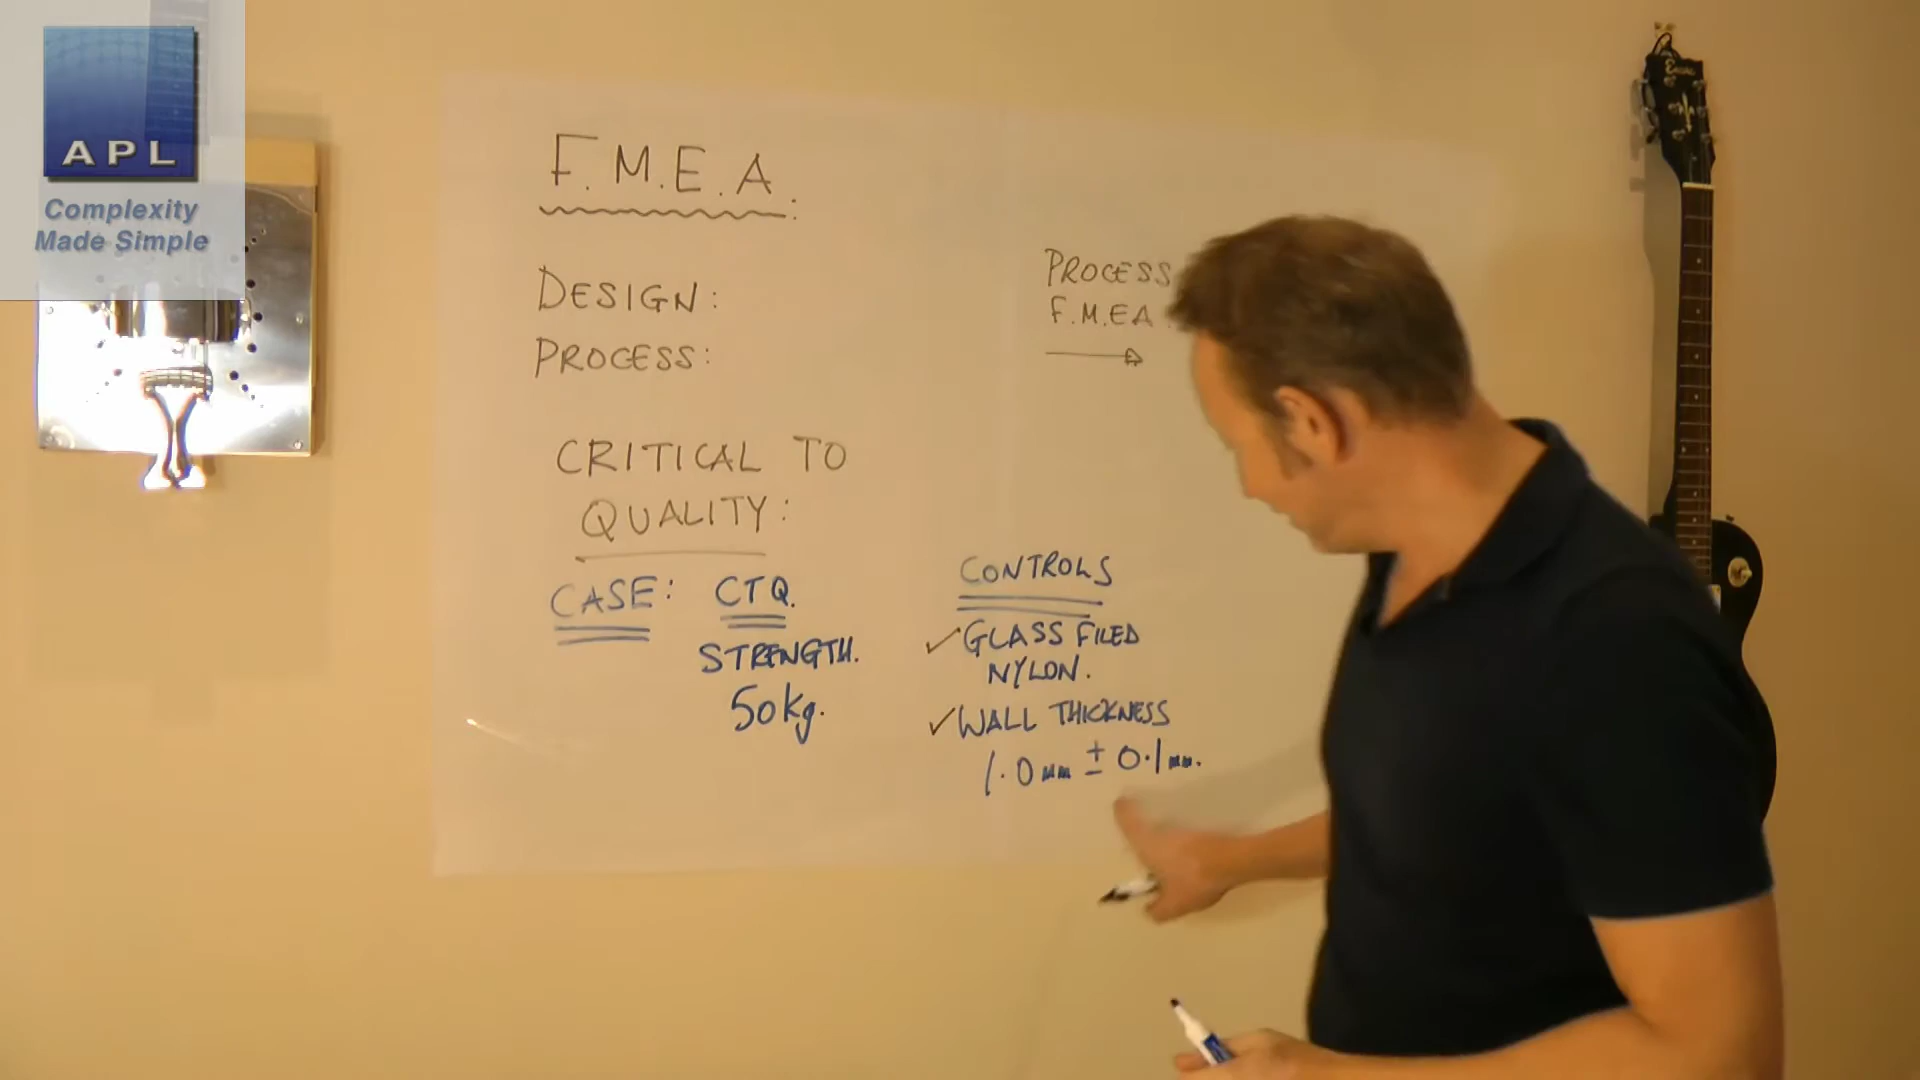 APL
Complexity
Made Simple
F.M.E.A.:
DESIGN:
PROCESS:
CRITICAL TO
QUALITY:
CASE: CTQ.
STRENGTH.
50kg.
PROCESS
F.M.E.A.
CONTROLS
✓GLASS FILED
NYLON.
✓WALL THICKNESS
1.0mm ± 0.1mm.